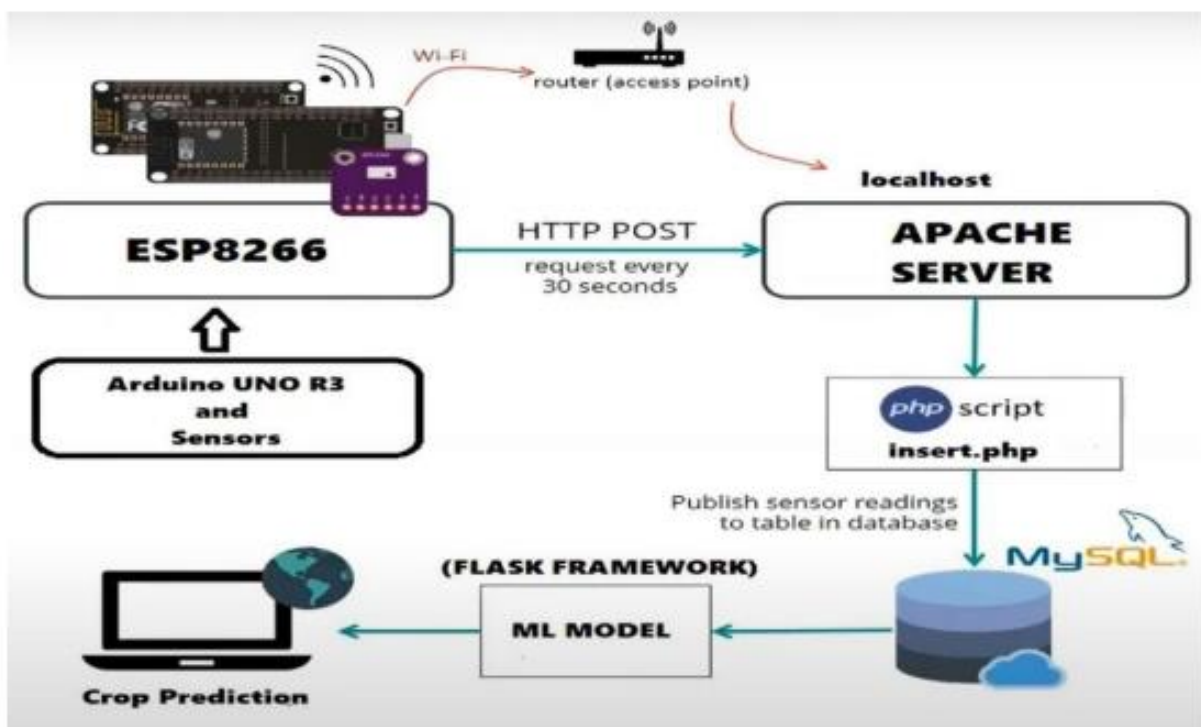 Wi-Fi
router (access point)
localhost
ESP8266
HTTP POST
request every
30 seconds
APACHE
SERVER
Arduino UNO R3
and
Sensors
php script
insert.php
Publish sensor readings
to table in database
MySQL
(FLASK FRAMEWORK)
ML MODEL
Crop Prediction